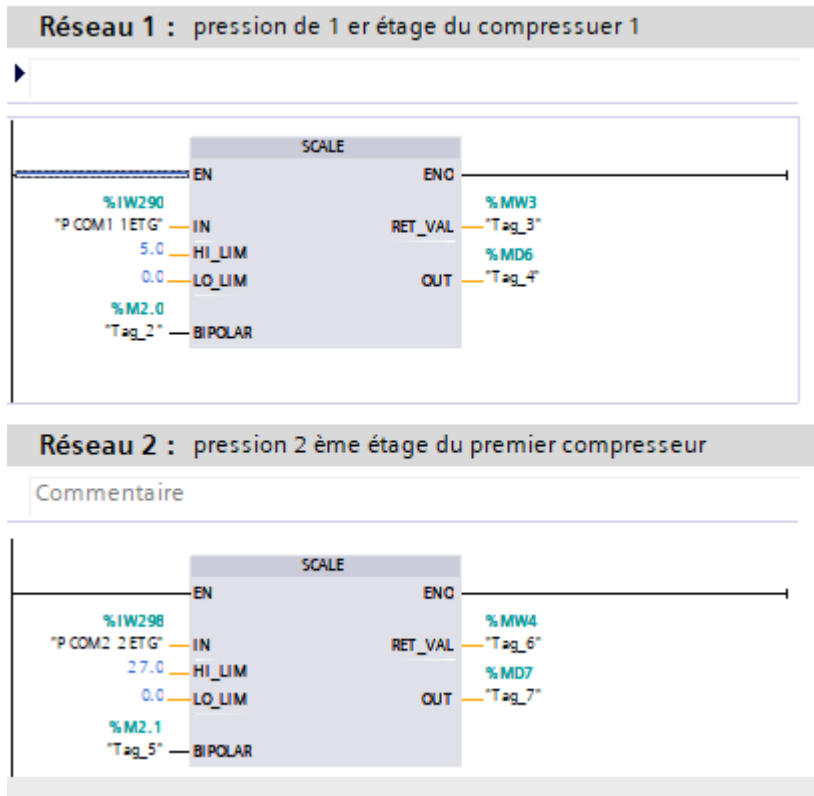 Réseau 1 : pression de 1 er étage du compressuer 1
SCALE
EN ENO
%IW290 %MW3
"P COM1 1ETG" IN RET_VAL "Tag_3"
5.0 HI_LIM %MD6
0.0 LO_LIM OUT "Tag_4"
%M2.0
"Tag_2" BIPOLAR
Réseau 2 : pression 2 ème étage du premier compresseur
Commentaire
SCALE
EN ENO
%IW298 %MW4
"P COM2 2ETG" IN RET_VAL "Tag_6"
27.0 HI_LIM %MD7
0.0 LO_LIM OUT "Tag_7"
%M2.1
"Tag_5" BIPOLAR